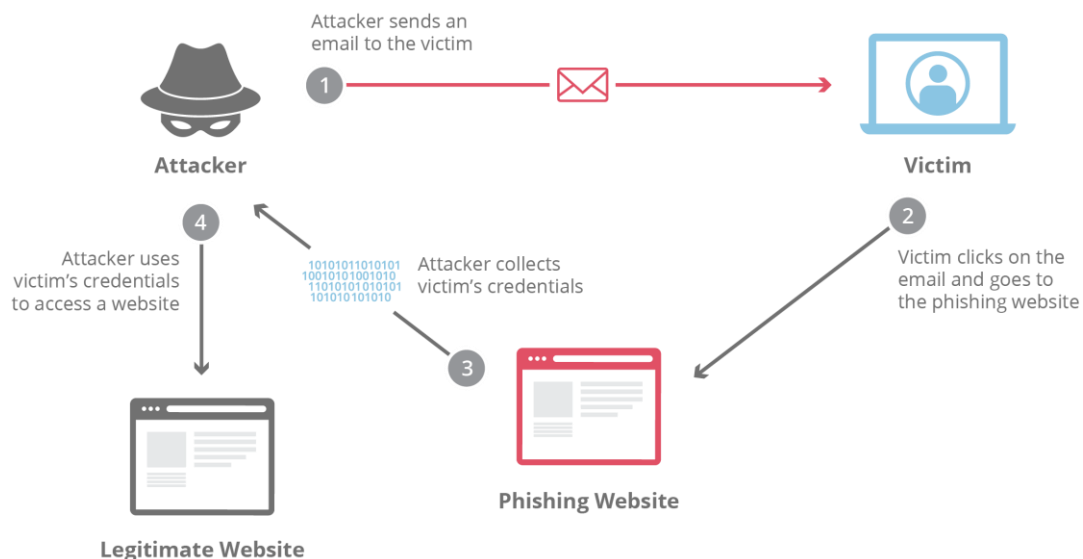 Attacker sends an
email to the victim
1
Attacker
Victim
4
2
Attacker uses
victim's credentials
to access a website
10101011010101
10010101001010
11010101010101
101010101010
Attacker collects
victim's credentials
Victim clicks on the
email and goes to
the phishing website
3
Phishing Website
Legitimate Website